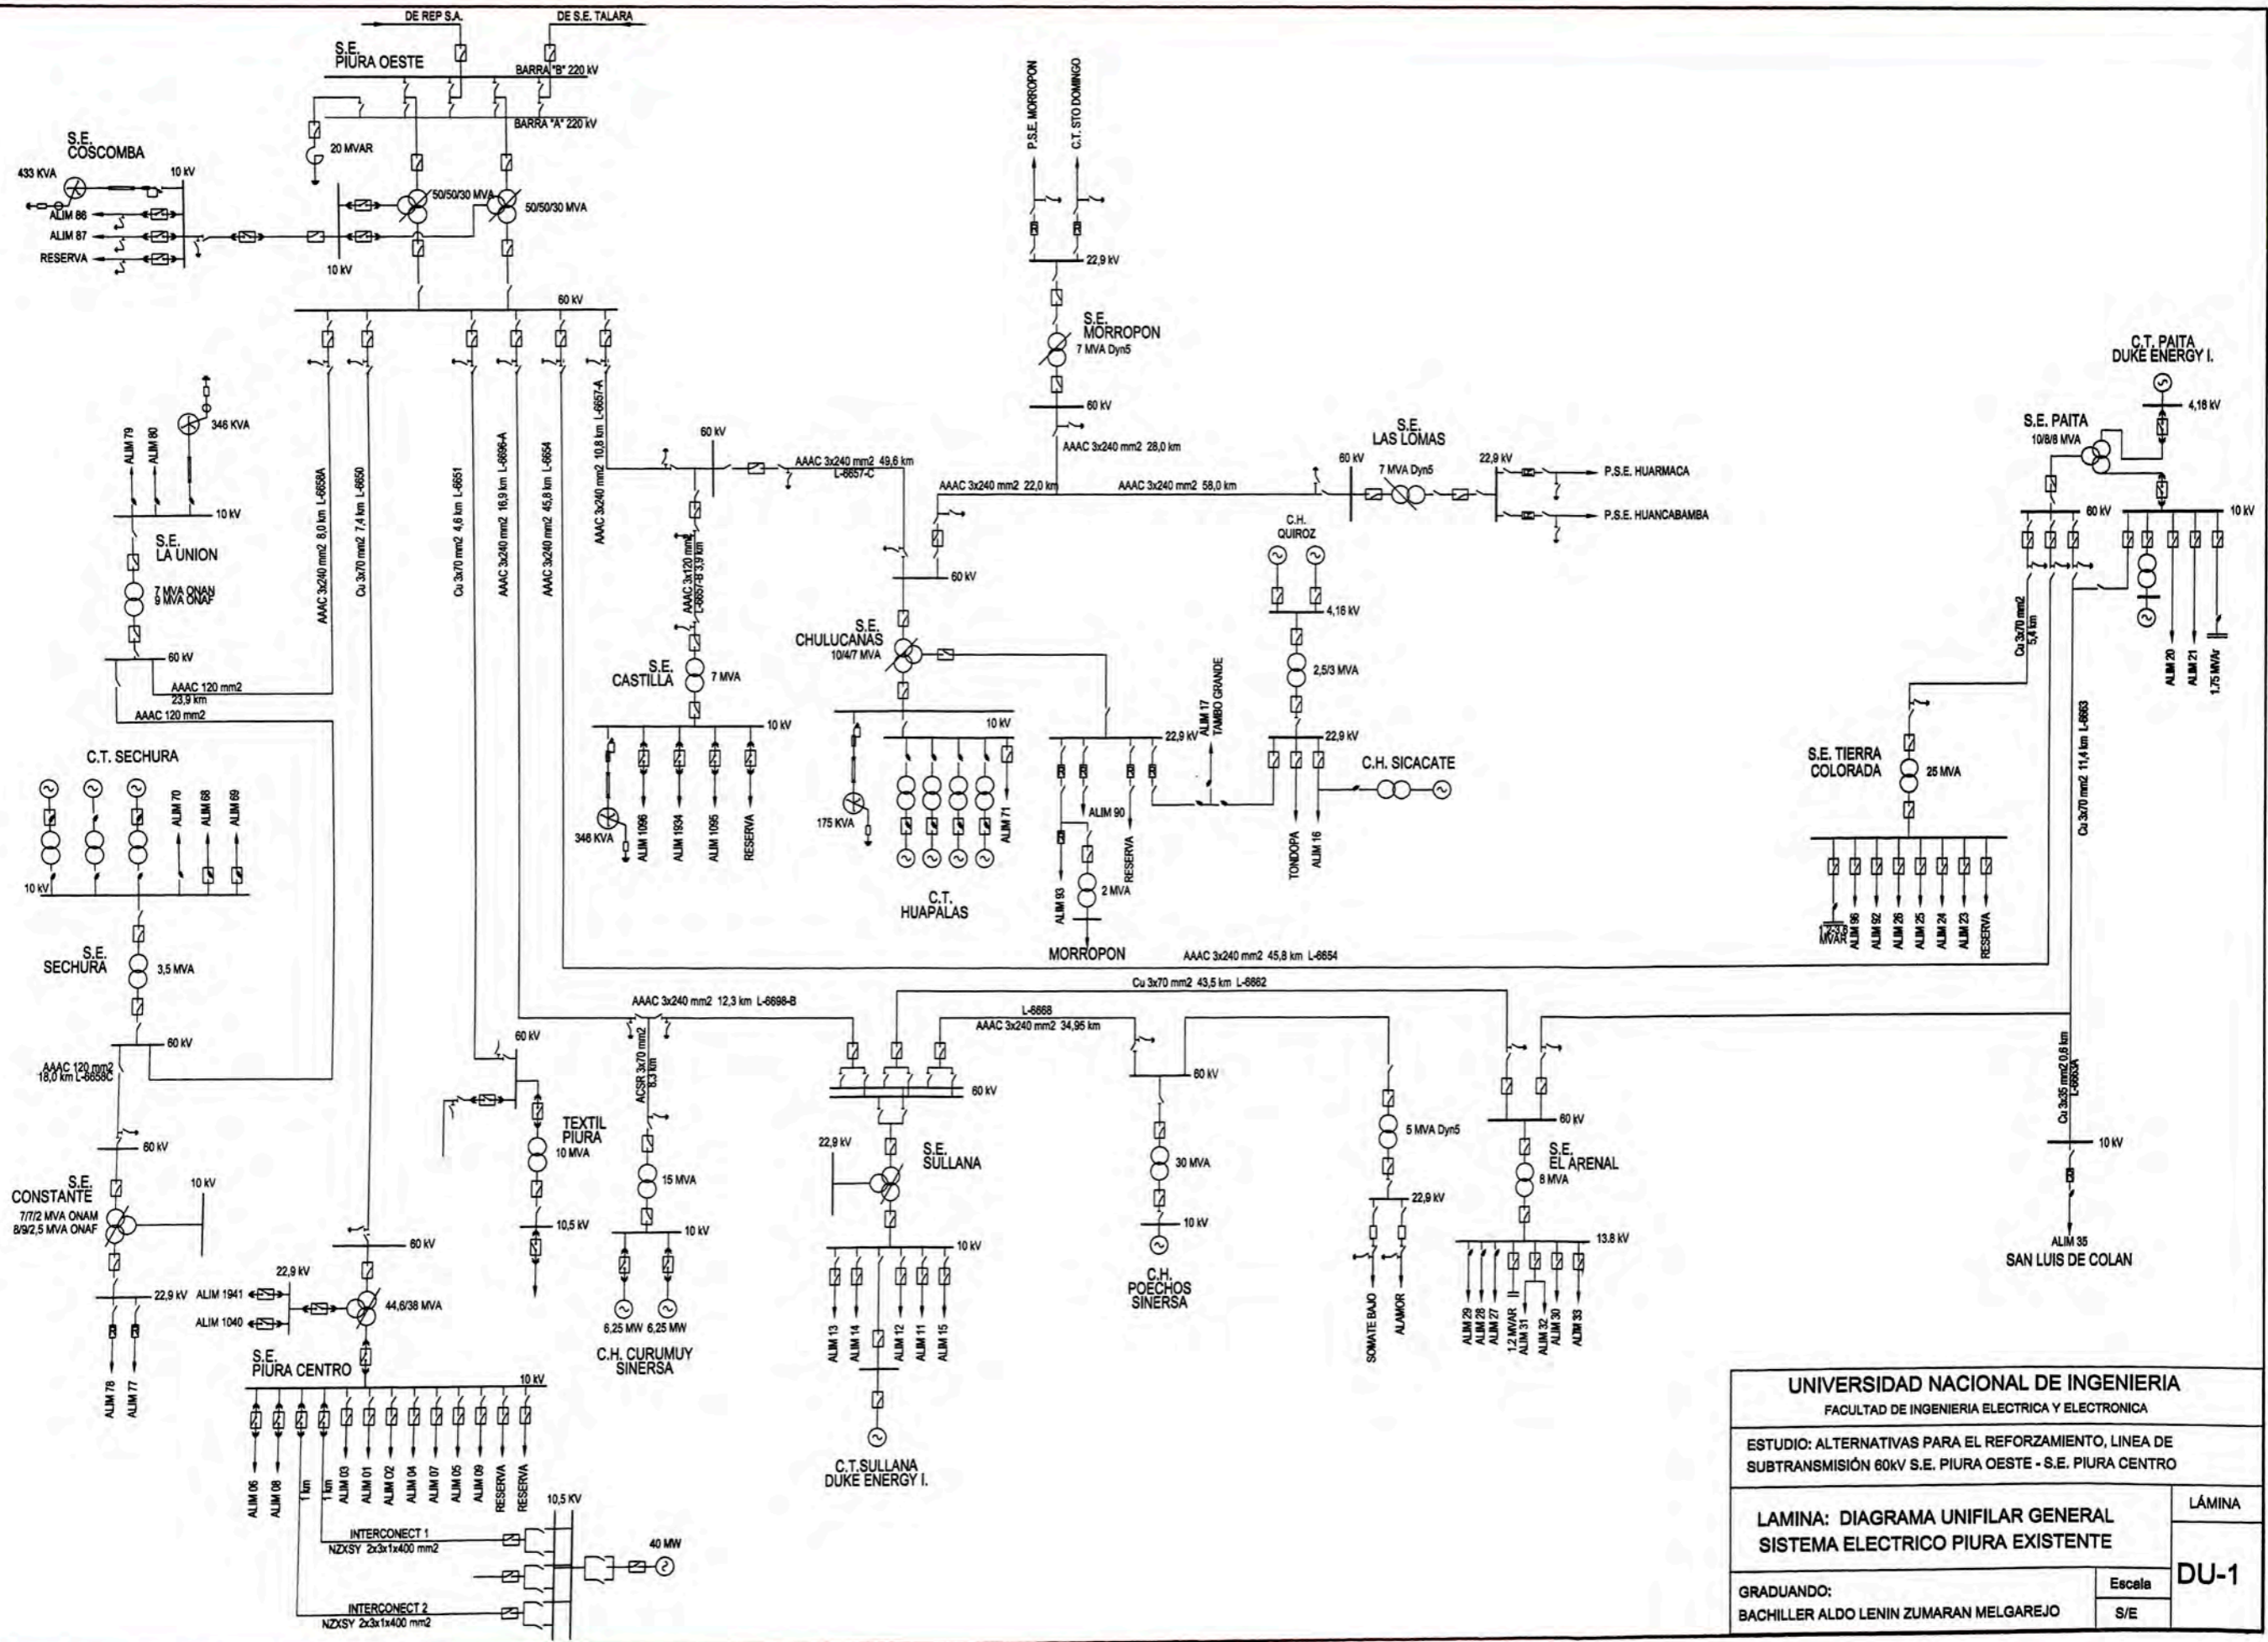 DE REP S.A.
DE S.E. TALARA
S.E.
PIURA OESTE
BARRA "B" 220 kV
BARRA "A" 220 kV
20 MVAR
50/50/30 MVA
50/50/30 MVA
10 kV
10 kV
60 kV
S.E.
COSCOMBA
433 KVA
10 kV
ALIM 86
ALIM 87
RESERVA
AAAC 3x240 mm2 8,0 km L-6658A
Cu 3x70 mm2 7,4 km L-6650
Cu 3x70 mm2 4,6 km L-6651
AAAC 3x240 mm2 16,9 km L-6698-A
AAAC 3x240 mm2 45,8 km L-6654
AAAC 3x240 mm2 10,8 km L-6657-A
ALIM 79
ALIM 80
346 KVA
10 kV
S.E.
LA UNION
7 MVA ONAN
9 MVA ONAF
60 kV
AAAC 120 mm2
23,9 km
AAAC 120 mm2
C.T. SECHURA
ALIM 70
ALIM 68
ALIM 69
10 kV
S.E.
SECHURA
3,5 MVA
60 kV
AAAC 120 mm2
18,0 km L-6658C
60 kV
S.E.
CONSTANTE
7/7/2 MVA ONAM
8/9/2,5 MVA ONAF
10 kV
22,9 kV
ALIM 78
ALIM 77
60 kV
22,9 kV
ALIM 1941
ALIM 1040
44,6/38 MVA
S.E.
PIURA CENTRO
10 kV
ALIM 06
ALIM 08
1 km
1 km
ALIM 03
ALIM 01
ALIM O2
ALIM 04
ALIM 07
ALIM 05
ALIM 09
RESERVA
RESERVA
INTERCONECT 1
NZXSY 2x3x1x400 mm2
INTERCONECT 2
NZXSY 2x3x1x400 mm2
10,5 KV
40 MW
60 kV
TEXTIL
PIURA
10 MVA
10,5 kV
AAAC 3x240 mm2 12,3 km L-6698-B
ACSR 3x70 mm2
8,3 km
15 MVA
10 kV
6,25 MW 6,25 MW
C.H. CURUMUY
SINERSA
60 kV
AAAC 3x240 mm2 49,6 km
L-6657-C
AAAC 3x120 mm2
L-6657-B 3,9 km
S.E.
CASTILLA
7 MVA
10 kV
346 KVA
ALIM 1096
ALIM 1934
ALIM 1095
RESERVA
P.S.E. MORROPON
C.T. STO DOMINGO
22,9 kV
S.E.
MORROPON
7 MVA Dyn5
60 kV
AAAC 3x240 mm2 28,0 km
AAAC 3x240 mm2 22,0 km
AAAC 3x240 mm2 58,0 km
S.E.
LAS LOMAS
60 kV
7 MVA Dyn5
22,9 kV
P.S.E. HUARMACA
P.S.E. HUANCABAMBA
60 kV
S.E.
CHULUCANAS
10/4/7 MVA
10 kV
175 KVA
ALIM 71
C.T.
HUAPALAS
22,9 kV
ALIM 93
ALIM 90
RESERVA
2 MVA
MORROPON
ALIM 17
TAMBO GRANDE
C.H.
QUIROZ
4,16 kV
2,5/3 MVA
22,9 kV
TONDOPA
ALIM 16
C.H. SICACATE
AAAC 3x240 mm2 45,8 km L-6654
Cu 3x70 mm2 43,5 km L-6662
L-6668
AAAC 3x240 mm2 34,95 km
60 kV
22,9 kV
S.E.
SULLANA
10 kV
ALIM 13
ALIM 14
ALIM 12
ALIM 11
ALIM 15
C.T.SULLANA
DUKE ENERGY I.
60 kV
30 MVA
10 kV
C.H.
POECHOS
SINERSA
5 MVA Dyn5
22,9 kV
SOMATE BAJO
ALAMOR
60 kV
S.E.
EL ARENAL
8 MVA
13.8 kV
ALIM 29
ALIM 28
ALIM 27
1,2 MVAR
ALIM 31
ALIM 32
ALIM 30
ALIM 33
C.T. PAITA
DUKE ENERGY I.
4,16 kV
S.E. PAITA
10/8/8 MVA
60 kV
10 kV
ALIM 20
ALIM 21
1,75 MVAr
Cu 3x70 mm2
5,4 km
Cu 3x70 mm2 11,4 km L-6663
S.E. TIERRA
COLORADA
25 MVA
1,2-3,6
MVAR
ALIM 96
ALIM 92
ALIM 26
ALIM 25
ALIM 24
ALIM 23
RESERVA
Cu 3x35 mm2 0,6 km
L-6663A
10 kV
ALIM 35
SAN LUIS DE COLAN
UNIVERSIDAD NACIONAL DE INGENIERIA
FACULTAD DE INGENIERIA ELECTRICA Y ELECTRONICA
ESTUDIO: ALTERNATIVAS PARA EL REFORZAMIENTO, LINEA DE
SUBTRANSMISIÓN 60kV S.E. PIURA OESTE - S.E. PIURA CENTRO
LAMINA: DIAGRAMA UNIFILAR GENERAL
SISTEMA ELECTRICO PIURA EXISTENTE
LÁMINA
DU-1
GRADUANDO:
BACHILLER ALDO LENIN ZUMARAN MELGAREJO
Escala
S/E